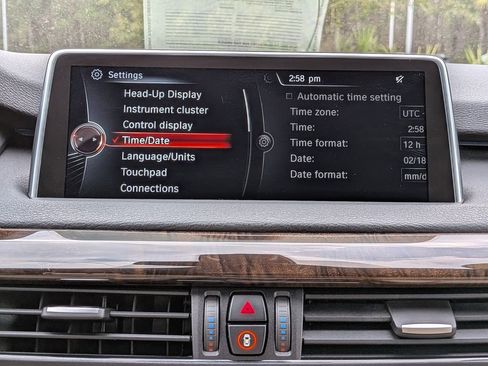 Settings
Head-Up Display
Instrument cluster
Control display
Time/Date
Language/Units
Touchpad
Connections
2:58 pm
Automatic time setting
Time zone: UTC -
Time: 2:58
Time format: 12 h
Date: 02/18
Date format: mm/d